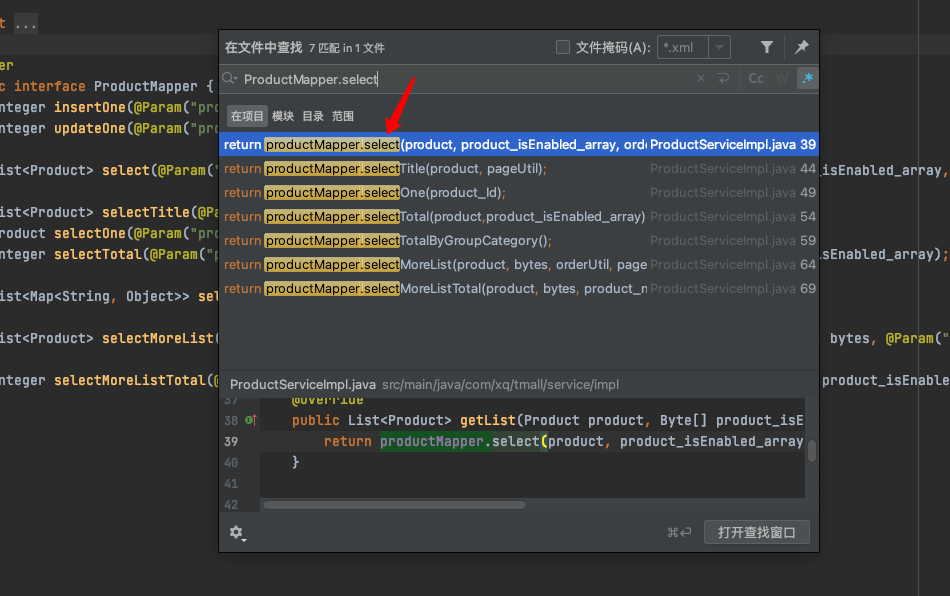 t ...
er
c interface ProductMapper {
nteger insertOne(@Param("pro
nteger updateOne(@Param("pro
ist<Product> select(@Param("
isEnabled_array,
ist<Product> selectTitle(@Pa
roduct selectOne(@Param("pro
nteger selectTotal(@Param("p
isEnabled_array);
ist<Map<String, Object>> sel
ist<Product> selectMoreList(
bytes, @Param("
nteger selectMoreListTotal(@
product_isEnable
在文件中查找 7 匹配 in 1 文件
文件掩码(A): *.xml
ProductMapper.select
Cc W .*
在项目 模块 目录 范围
return productMapper.select(product, product_isEnabled_array, orde ProductServiceImpl.java 39
return productMapper.selectTitle(product, pageUtil); ProductServiceImpl.java 44
return productMapper.selectOne(product_Id); ProductServiceImpl.java 49
return productMapper.selectTotal(product,product_isEnabled_array) ProductServiceImpl.java 54
return productMapper.selectTotalByGroupCategory(); ProductServiceImpl.java 59
return productMapper.selectMoreList(product, bytes, orderUtil, page ProductServiceImpl.java 64
return productMapper.selectMoreListTotal(product, bytes, product_n ProductServiceImpl.java 69
ProductServiceImpl.java src/main/java/com/xq/tmall/service/impl
37 @Override
38 public List<Product> getList(Product product, Byte[] product_isE
39 return productMapper.select(product, product_isEnabled_array
40 }
41
42
⌘⏎ 打开查找窗口